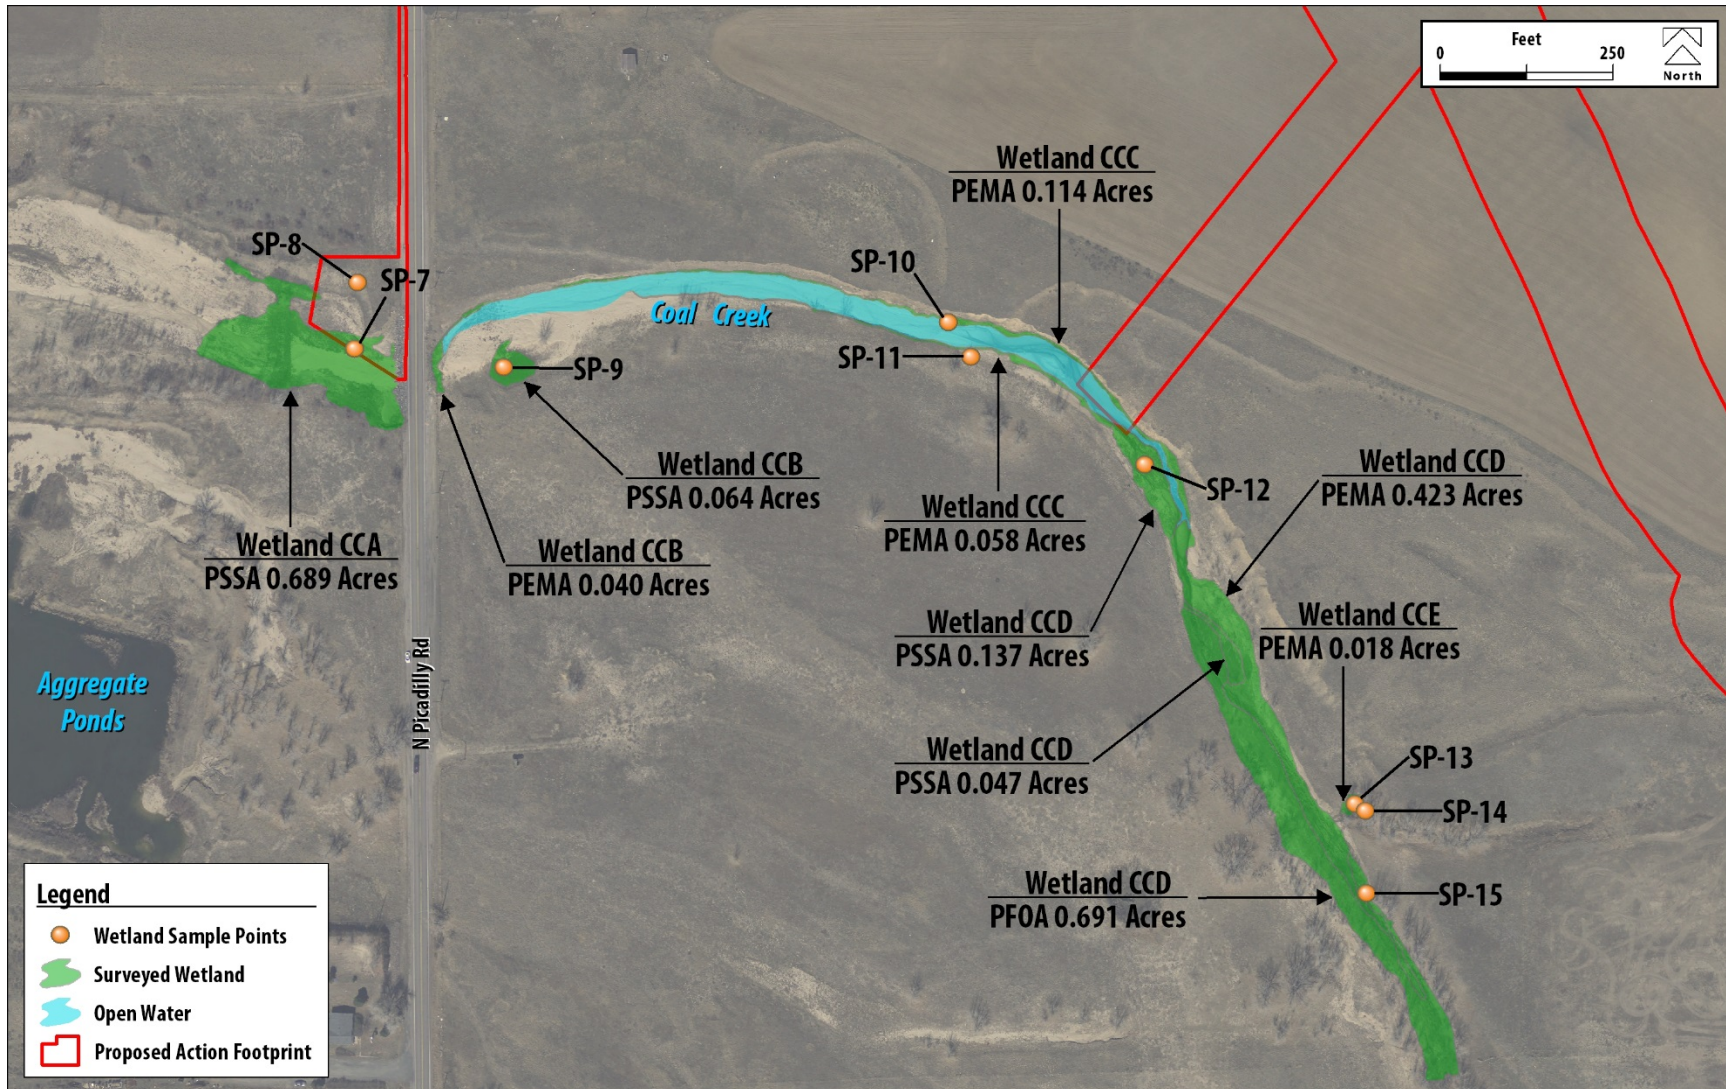 Feet
0 250
North
Wetland CCC
PEMA 0.114 Acres
SP-8
SP-7
SP-10
Coal Creek
SP-11
SP-9
Wetland CCB
PSSA 0.064 Acres
Wetland CCD
PEMA 0.423 Acres
SP-12
Wetland CCC
PEMA 0.058 Acres
Wetland CCA
PSSA 0.689 Acres
Wetland CCB
PEMA 0.040 Acres
Wetland CCD
PSSA 0.137 Acres
Wetland CCE
PEMA 0.018 Acres
N Picadilly Rd
Aggregate
Ponds
Wetland CCD
PSSA 0.047 Acres
SP-13
SP-14
Wetland CCD
PFOA 0.691 Acres
SP-15
Legend
Wetland Sample Points
Surveyed Wetland
Open Water
Proposed Action Footprint